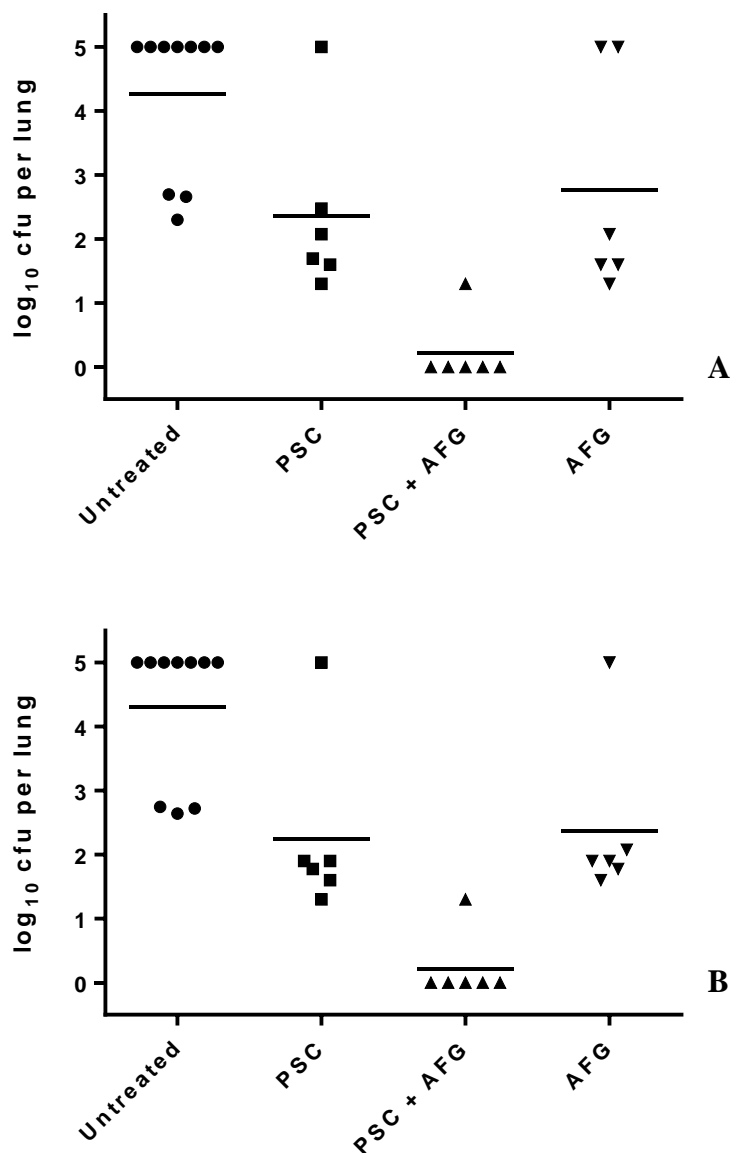 log10 cfu per lung
5
4
3
2
1
0
Untreated
PSC
PSC + AFG
AFG
A
log10 cfu per lung
5
4
3
2
1
0
Untreated
PSC
PSC + AFG
AFG
B